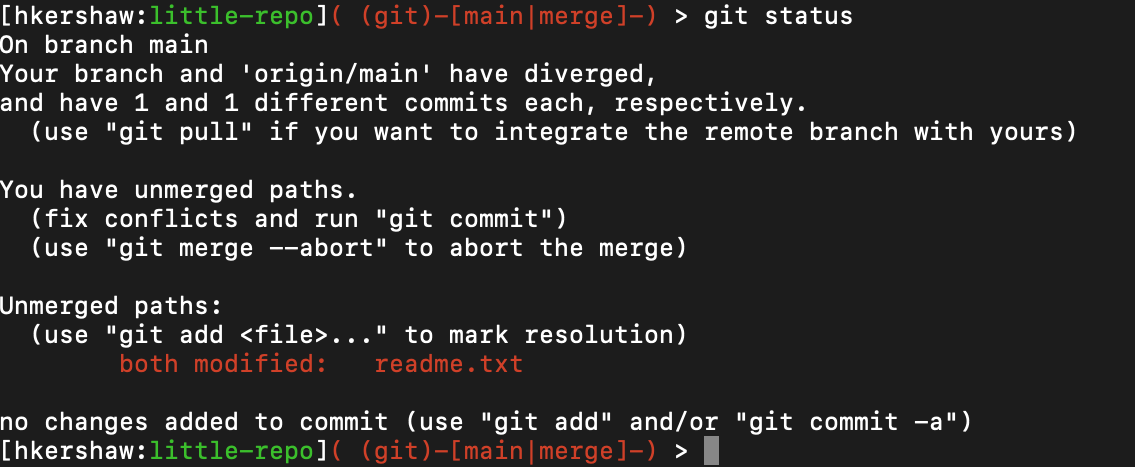 [hkershaw:little-repo]( (git)-[main|merge]-) > git status
On branch main
Your branch and 'origin/main' have diverged,
and have 1 and 1 different commits each, respectively.
  (use "git pull" if you want to integrate the remote branch with yours)

You have unmerged paths.
  (fix conflicts and run "git commit")
  (use "git merge --abort" to abort the merge)

Unmerged paths:
  (use "git add <file>..." to mark resolution)
        both modified:   readme.txt

no changes added to commit (use "git add" and/or "git commit -a")
[hkershaw:little-repo]( (git)-[main|merge]-) >